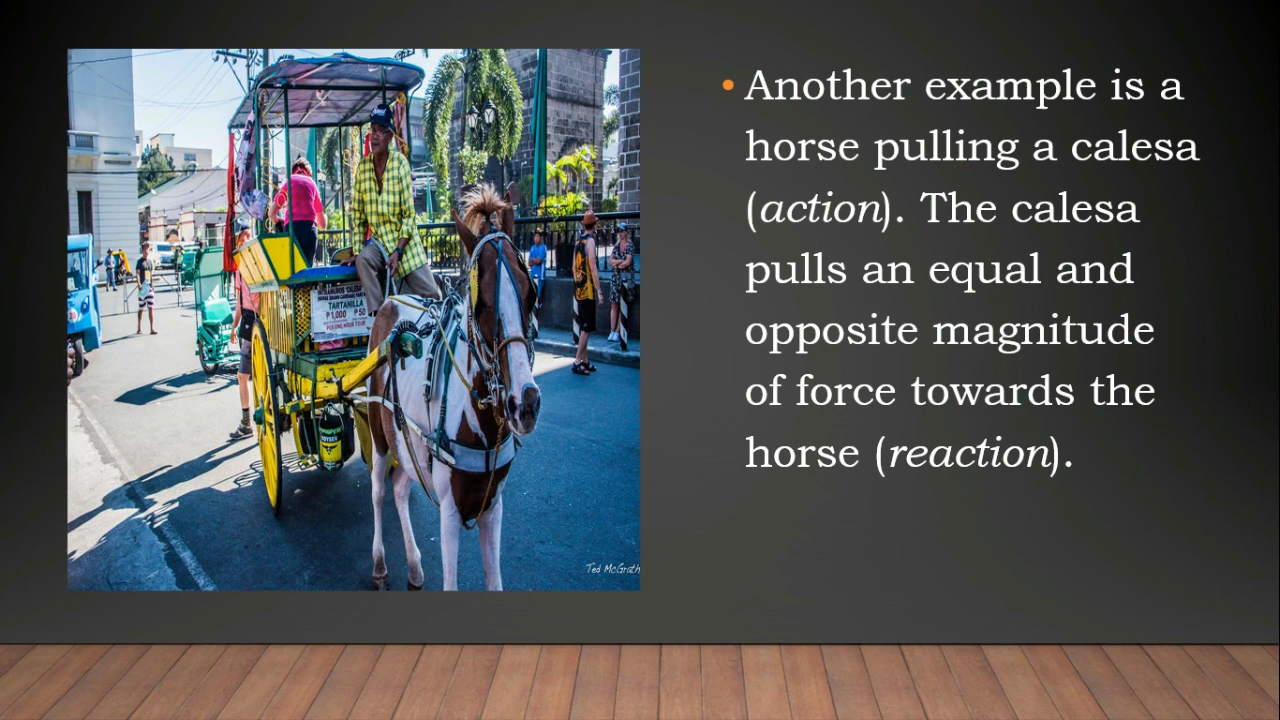 Another example is a
horse pulling a calesa
(action). The calesa
pulls an equal and
opposite magnitude
of force towards the
horse (reaction).
TARTANILLA
₱1,000 ₱50
Ted McGrath